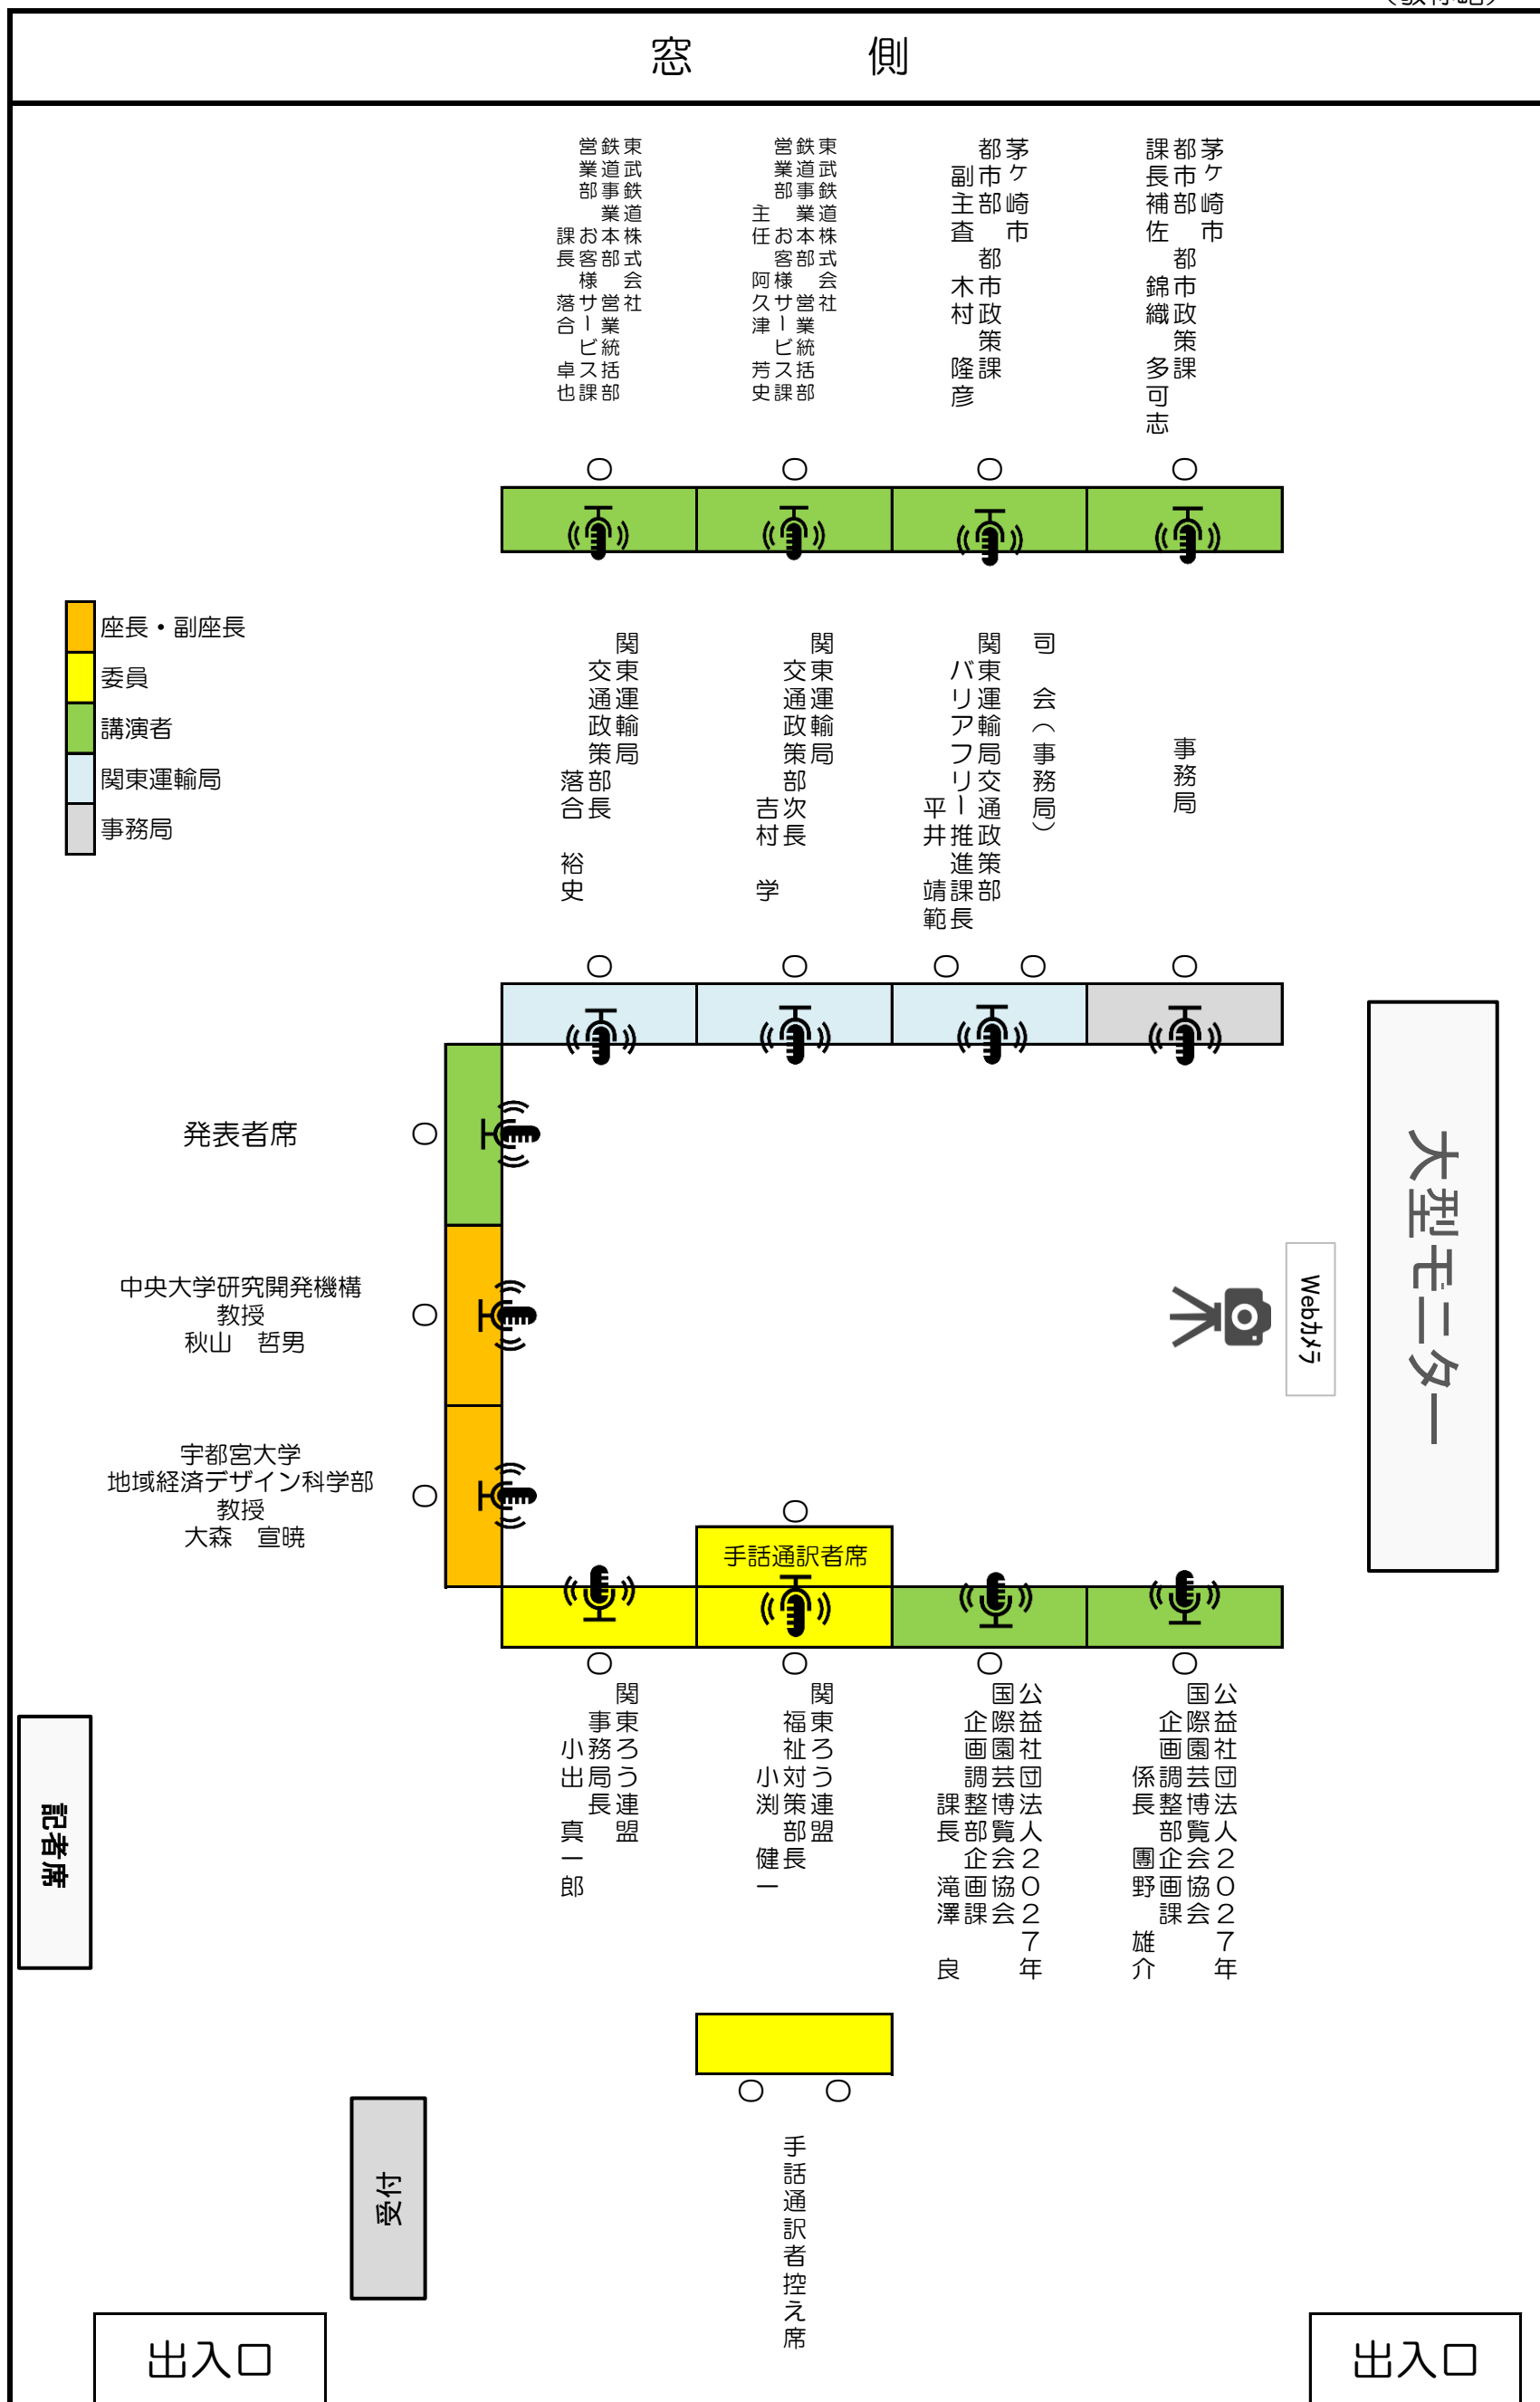 （敬称略）
窓　側
茅ケ崎市
都市部　都市政策課
課長補佐　錦織　多可志
茅ケ崎市
都市部　都市政策課
副主査　木村　隆彦
東武鉄道株式会社
鉄道事業本部　営業統括部
営業部　お客様サービス課
主任　阿久津　芳史
東武鉄道株式会社
鉄道事業本部　営業統括部
営業部　お客様サービス課
課長　落合　卓也
座長・副座長
委員
講演者
関東運輸局
事務局
事務局
司　会（事務局）
関東運輸局交通政策部
バリアフリー推進課長
平井　靖範
関東運輸局
交通政策部次長
吉村　学
関東運輸局
交通政策部長
落合　裕史
発表者席
中央大学研究開発機構
教授
秋山　哲男
宇都宮大学
地域経済デザイン科学部
教授
大森　宣暁
大型モニター
Webカメラ
手話通訳者席
公益社団法人２０２７年
国際園芸博覧会協会
企画調整部企画課
係長　團野　雄介
公益社団法人２０２７年
国際園芸博覧会協会
企画調整部企画課
課長　滝澤　良
関東ろう連盟
福祉対策部長
小渕　健一
関東ろう連盟
事務局長
小出　真一郎
記者席
受付
手話通訳者控え席
出入口
出入口